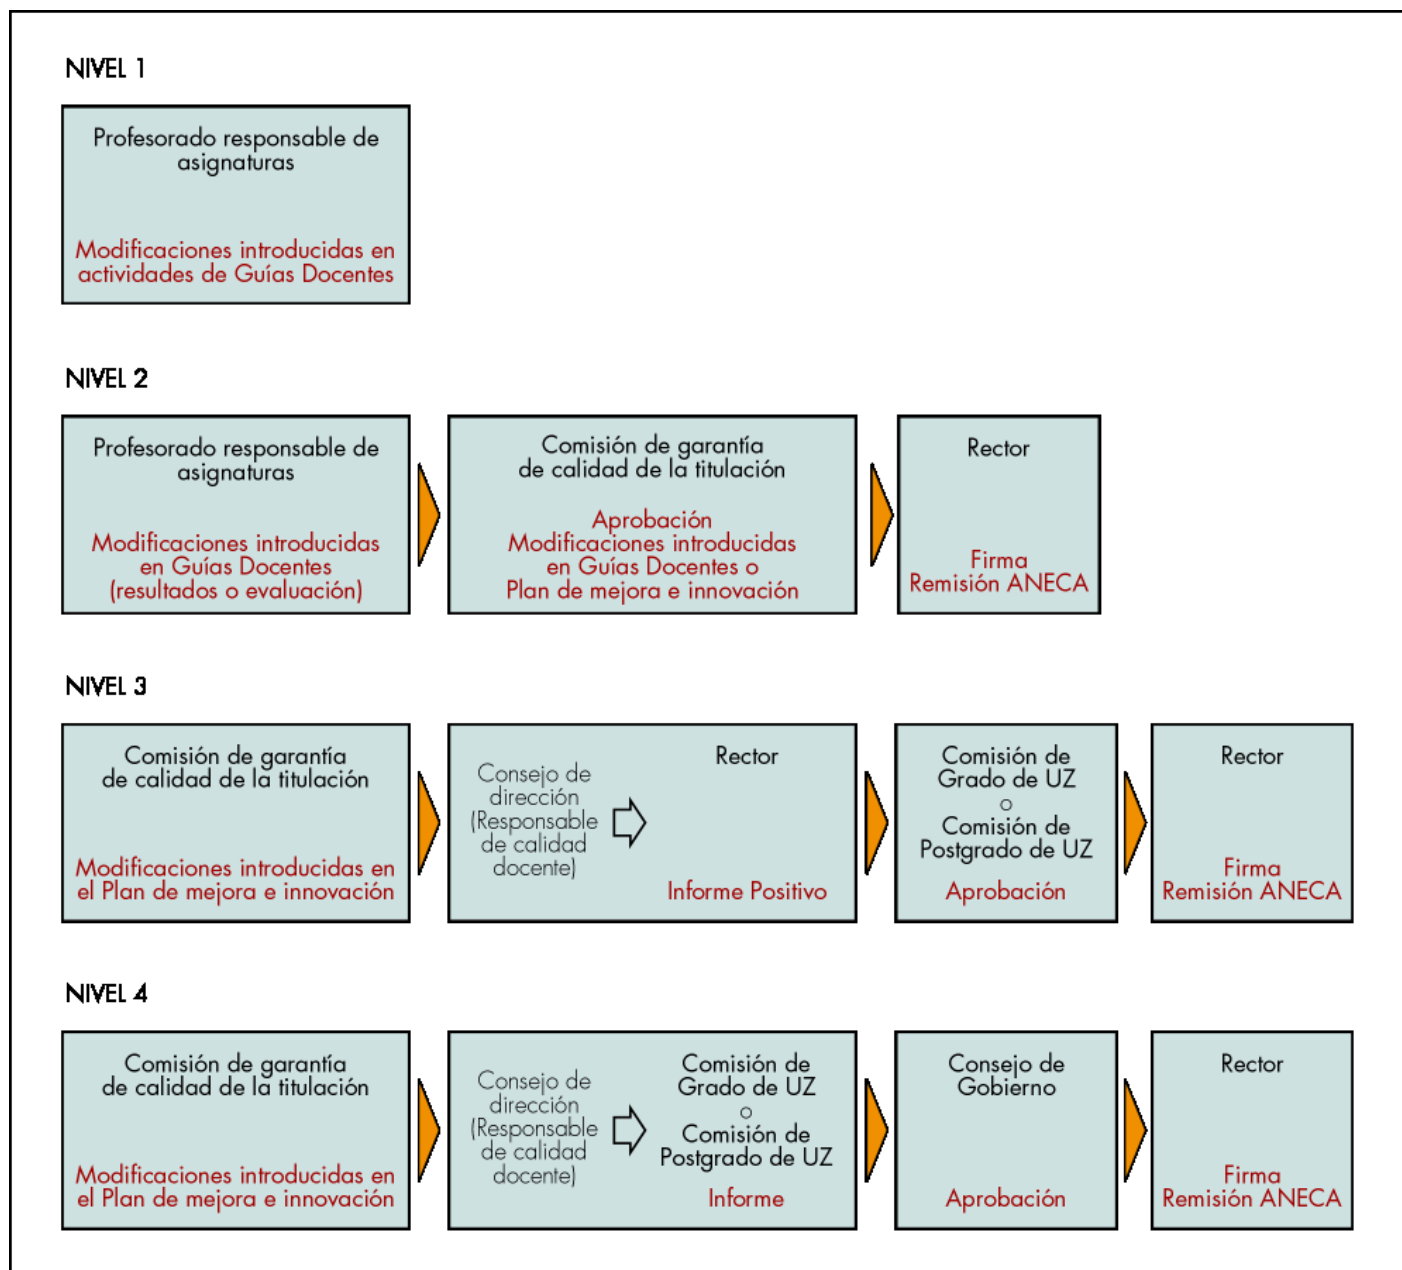 NIVEL 1
Profesorado responsable de
asignaturas
Modificaciones introducidas en
actividades de Guías Docentes
NIVEL 2
Profesorado responsable de
asignaturas
Modificaciones introducidas
en Guías Docentes
(resultados o evaluación)
Comisión de garantía
de calidad de la titulación
Aprobación
Modificaciones introducidas
en Guías Docentes o
Plan de mejora e innovación
Rector
Firma
Remisión ANECA
NIVEL 3
Comisión de garantía
de calidad de la titulación
Modificaciones introducidas en
el Plan de mejora e innovación
Consejo de
dirección
(Responsable
de calidad
docente)
Rector
Informe Positivo
Comisión de
Grado de UZ
o
Comisión de
Postgrado de UZ
Aprobación
Rector
Firma
Remisión ANECA
NIVEL 4
Comisión de garantía
de calidad de la titulación
Modificaciones introducidas en
el Plan de mejora e innovación
Consejo de
dirección
(Responsable
de calidad
docente)
Comisión de
Grado de UZ
o
Comisión de
Postgrado de UZ
Informe
Consejo de
Gobierno
Aprobación
Rector
Firma
Remisión ANECA